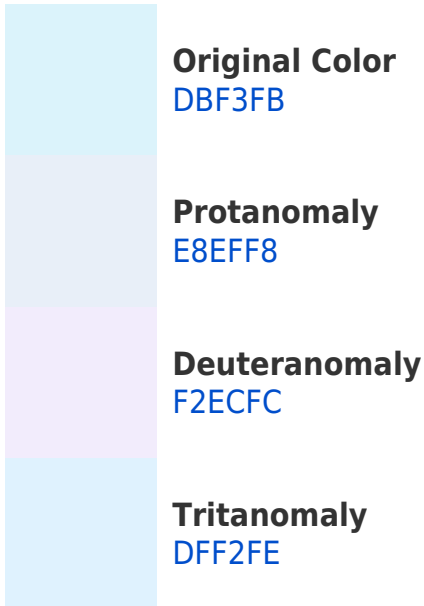 Original Color
DBF3FB
Protanomaly
E8EFF8
Deuteranomaly
F2ECFC
Tritanomaly
DFF2FE